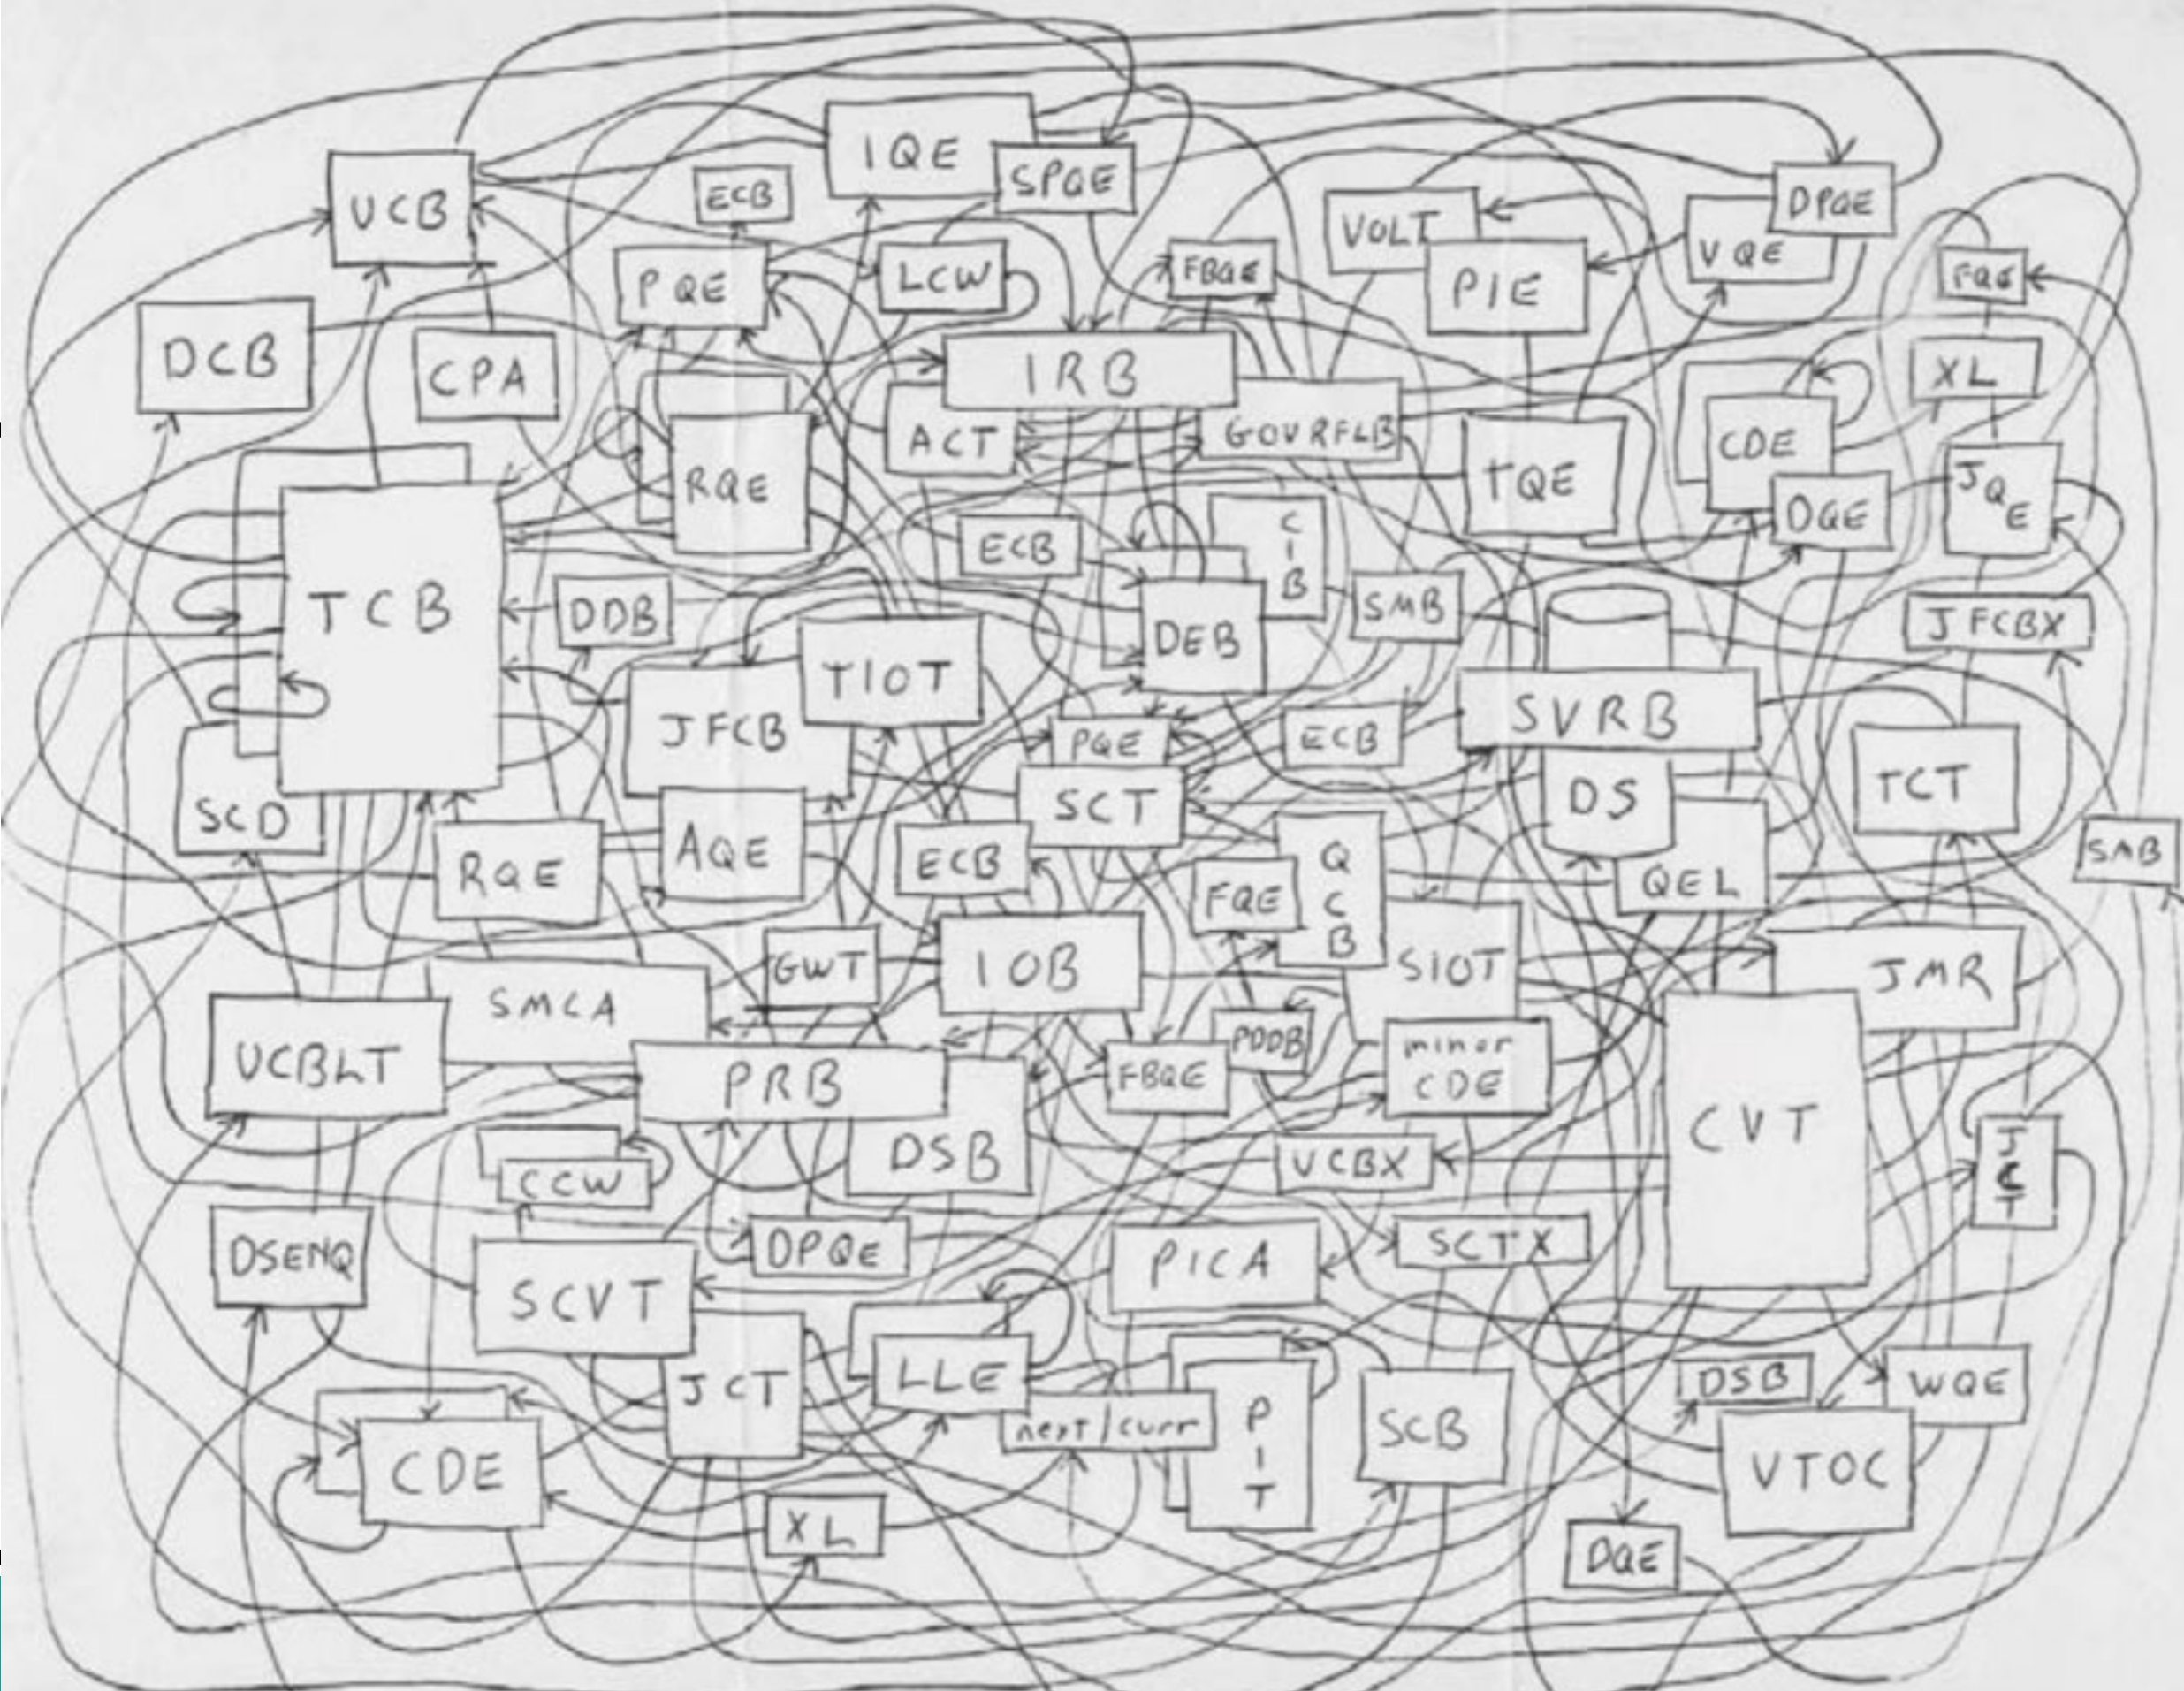 IQE
SPQE
ECB
UCB
DPQE
VOLT
VQE
PQE
LCW
FBQE
PIE
FQE
DCB
CPA
IRB
XL
ACT
GOVRFLB
CDE
RQE
TQE
DQE
JQE
ECB
CIB
TCB
DDB
SMB
DEB
JFCBX
TIOT
JFCB
PQE
ECB
SVRB
SCT
DS
TCT
SCD
AQE
ECB
RQE
QCB
FQE
QEL
SMB
GWT
IOB
SIOT
JMR
SMCA
UCBLT
PRB
FBQE
PDDB
minor
CDE
CVT
DSB
UCBX
JCT
CCW
DSENQ
DPQE
PICA
SCTX
SCVT
JCT
LLE
DSB
WQE
next/curr
PIT
SCB
CDE
VTOC
XL
DQE